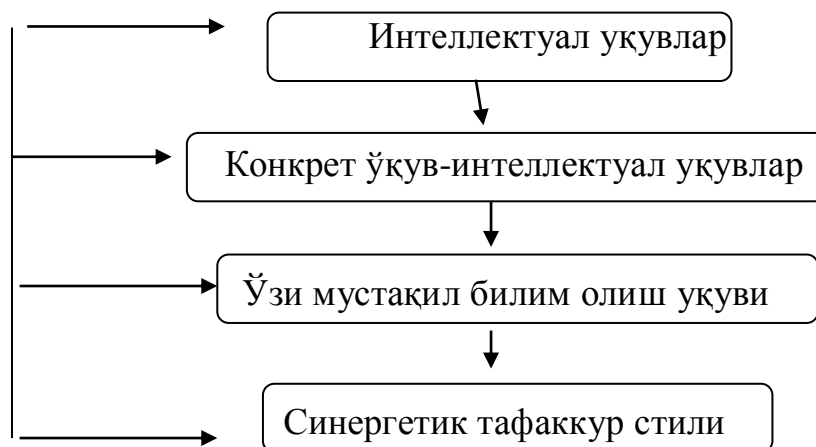 Интеллектуал уқувлар
Конкрет ўқув-интеллектуал уқувлар
Ўзи мустақил билим олиш уқуви
Синергетик тафаккур стили